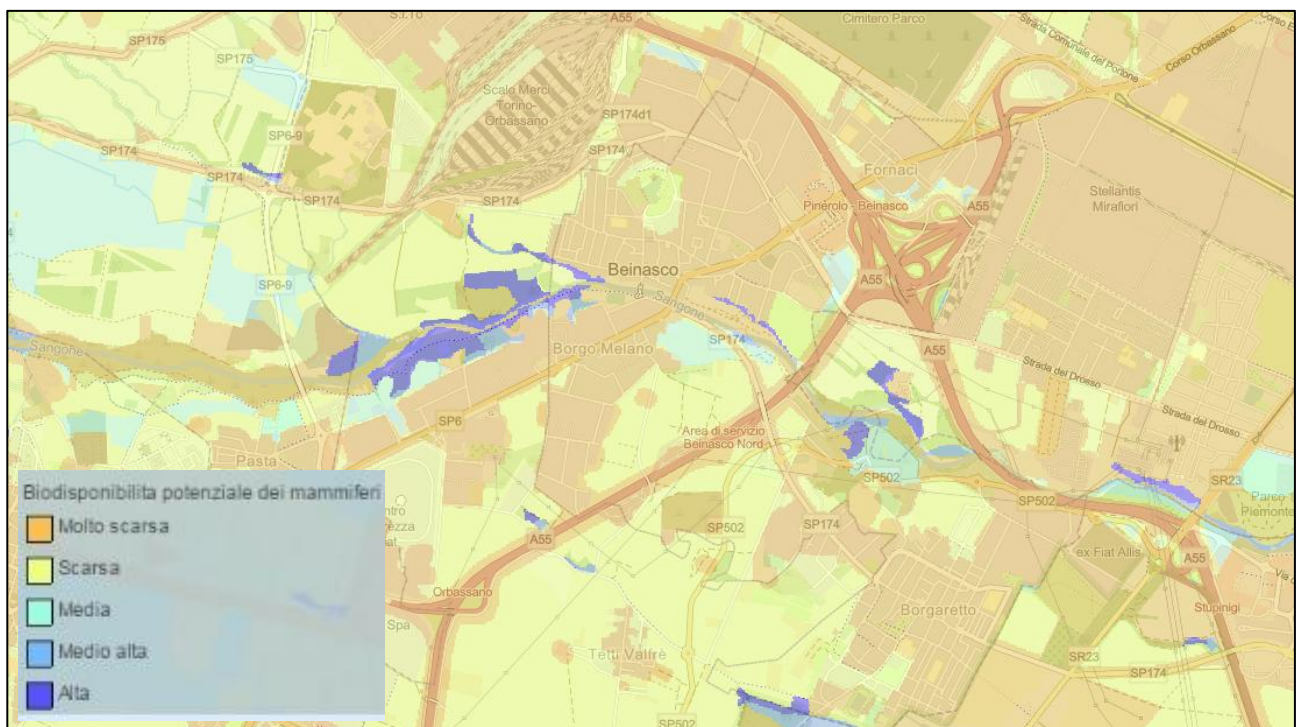 A55
Cimitero Parco
Strada Comunale del Portone
Corso Orbassano
SP175
SP175
Scalo Merci
Torino-
Orbassano
SP174d1
SP6-9
SP174
SP174
SP174
SP174
SP174
Fornaci
Pinerolo - Beinasco
Stellantis
Mirafiori
A55
Beinasco
A55
SP6-9
Sangone
Sangone
Borgo Melano
SP174
A55
Strada del Drosso
SP6
Area di servizio
Beinasco Nord
Strada del Drosso
Pasta
SP502
SR23
SP502
Parco
Piemonte
SP502
SP174
A55
ex Fiat Allis
A55
Orbassano
Borgaretto
Stupinigi
Spa
Tetti Valfrè
SR23
SP174
SP502
Biodisponibilita potenziale dei mammiferi
Molto scarsa
Scarsa
Media
Medio alta
Alta